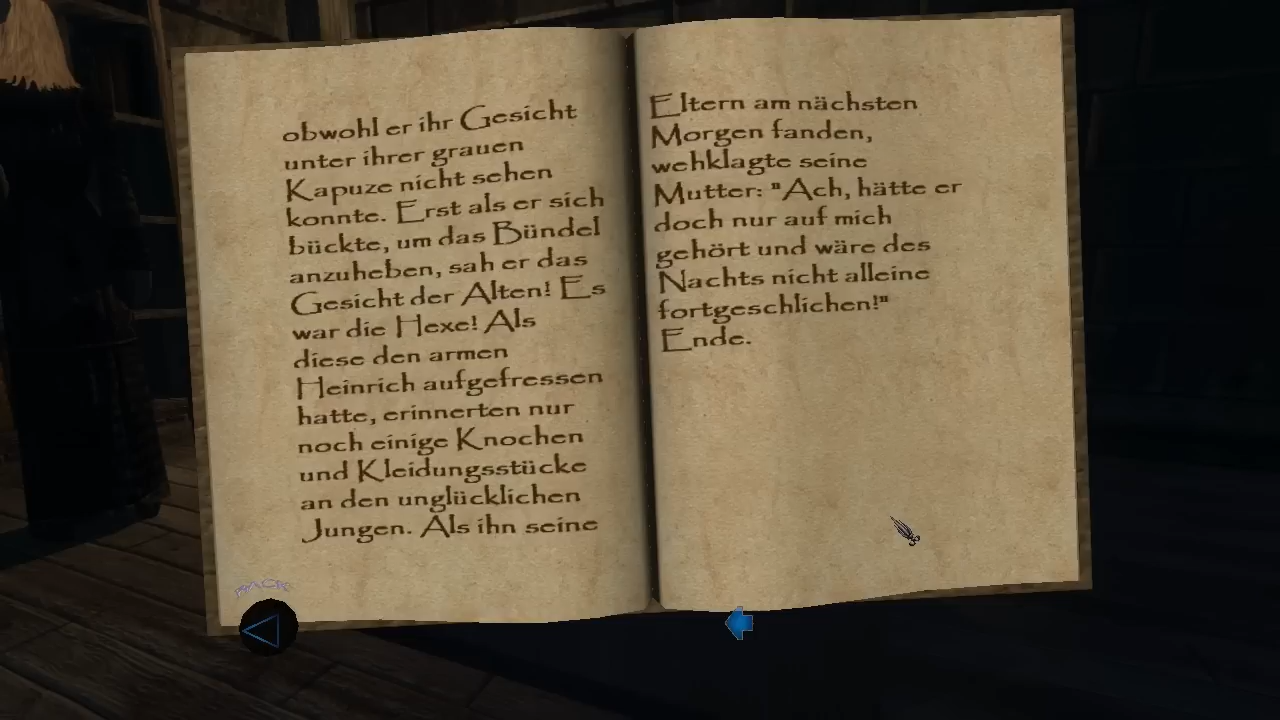 obwohl er ihr Gesicht
unter ihrer grauen
Kapuze nicht sehen
konnte. Erst als er sich
bückte, um das Bündel
anzuheben, sah er das
Gesicht der Alten! Es
war die Hexe! Als
diese den armen
Heinrich aufgefressen
hatte, erinnerten nur
noch einige Knochen
und Kleidungsstücke
an den unglücklichen
Jungen. Als ihn seine
Eltern am nächsten
Morgen fanden,
wehklagte seine
Mutter: "Ach, hätte er
doch nur auf mich
gehört und wäre des
Nachts nicht alleine
fortgeschlichen!"
Ende.
BACK